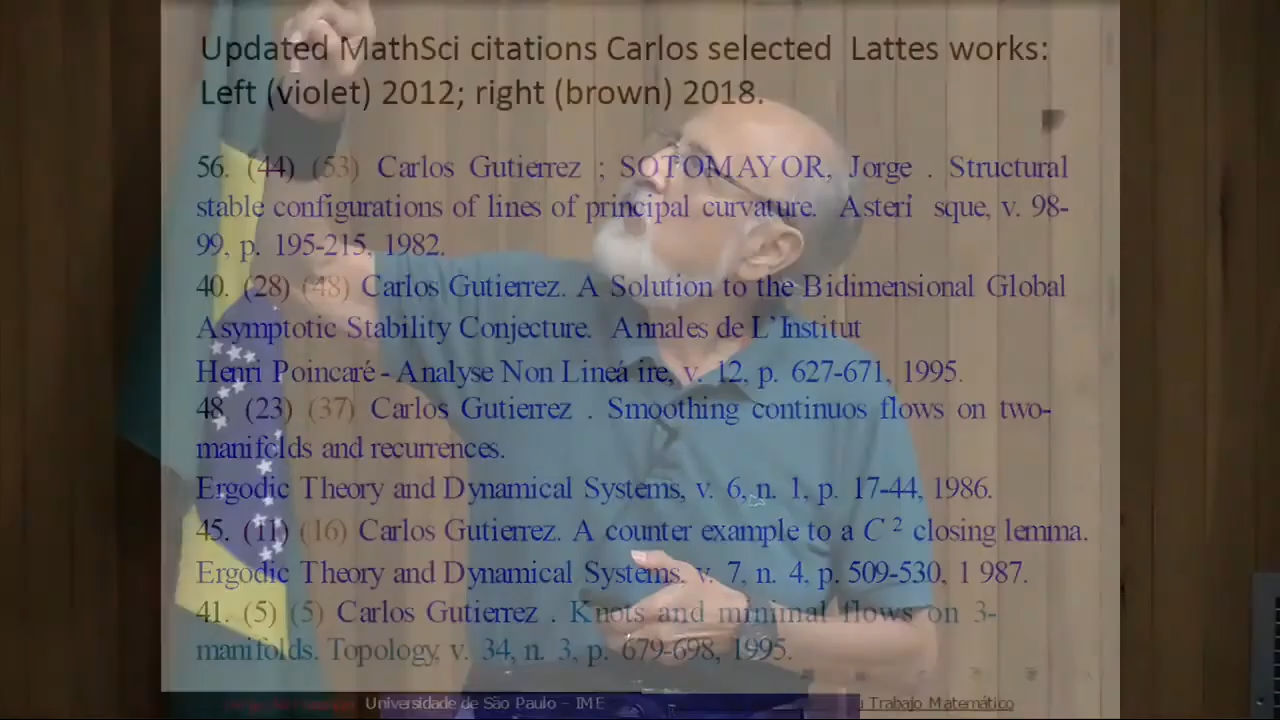 Updated MathSci citations Carlos selected Lattes works:
Left (violet) 2012; right (brown) 2018.
56. (44) (53) Carlos Gutierrez ; SOTOMAYOR, Jorge . Structural
stable configurations of lines of principal curvature. Asteri sque, v. 98-
99, p. 195-215, 1982.
40. (28) (48) Carlos Gutierrez. A Solution to the Bidimensional Global
Asymptotic Stability Conjecture. Annales de L’Institut
Henri Poincaré - Analyse Non Lineá ire, v. 12, p. 627-671, 1995.
48. (23) (37) Carlos Gutierrez . Smoothing continuos flows on two-
manifolds and recurrences.
Ergodic Theory and Dynamical Systems, v. 6, n. 1, p. 17-44, 1986.
45. (11) (16) Carlos Gutierrez. A counter example to a C ² closing lemma.
Ergodic Theory and Dynamical Systems, v. 7, n. 4, p. 509-530, 1 987.
41. (5) (5) Carlos Gutierrez . Knots and minimal flows on 3-
manifolds. Topology, v. 34, n. 3, p. 679-698, 1995.
Universidade de São Paulo - IME Trabajo Matemático